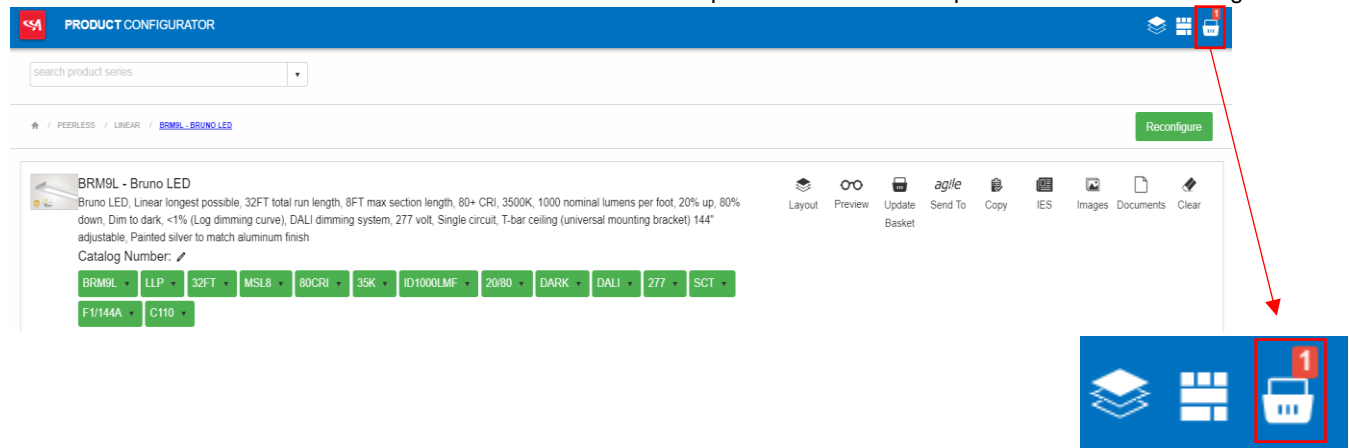 PRODUCT CONFIGURATOR
1
search product series
/ PEERLESS / LINEAR / BRM9L - BRUNO LED
Reconfigure
BRM9L - Bruno LED
Bruno LED, Linear longest possible, 32FT total run length, 8FT max section length, 80+ CRI, 3500K, 1000 nominal lumens per foot, 20% up, 80%
down, Dim to dark, <1% (Log dimming curve), DALI dimming system, 277 volt, Single circuit, T-bar ceiling (universal mounting bracket) 144"
adjustable, Painted silver to match aluminum finish
Layout
Preview
Update
Basket
agile
Send To
Copy
IES
Images
Documents
Clear
Catalog Number:
BRM9L LLP 32FT MSL8 80CRI 35K ID1000LMF 20/80 DARK DALI 277 SCT
F1/144A C110
1